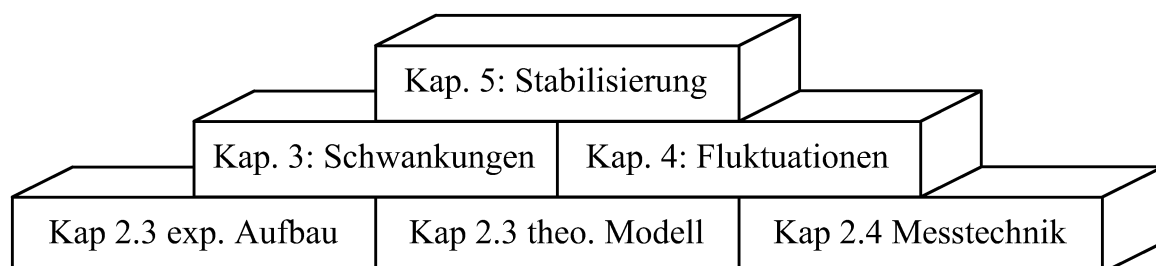 Kap. 5: Stabilisierung
Kap. 3: Schwankungen
Kap. 4: Fluktuationen
Kap 2.3 exp. Aufbau
Kap 2.3 theo. Modell
Kap 2.4 Messtechnik